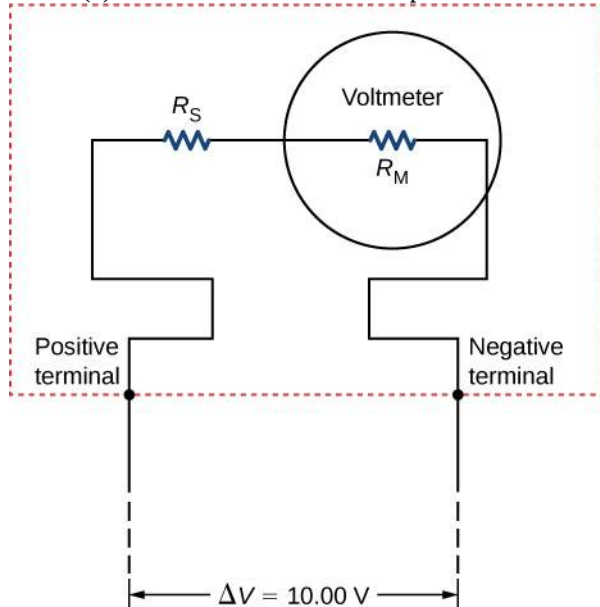 Voltmeter
R_S
R_M
Positive
terminal
Negative
terminal
ΔV = 10.00 V